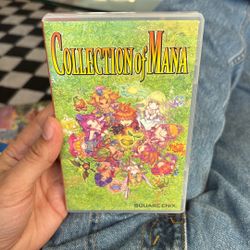 COLLECTION of MANA
SQUARE ENIX